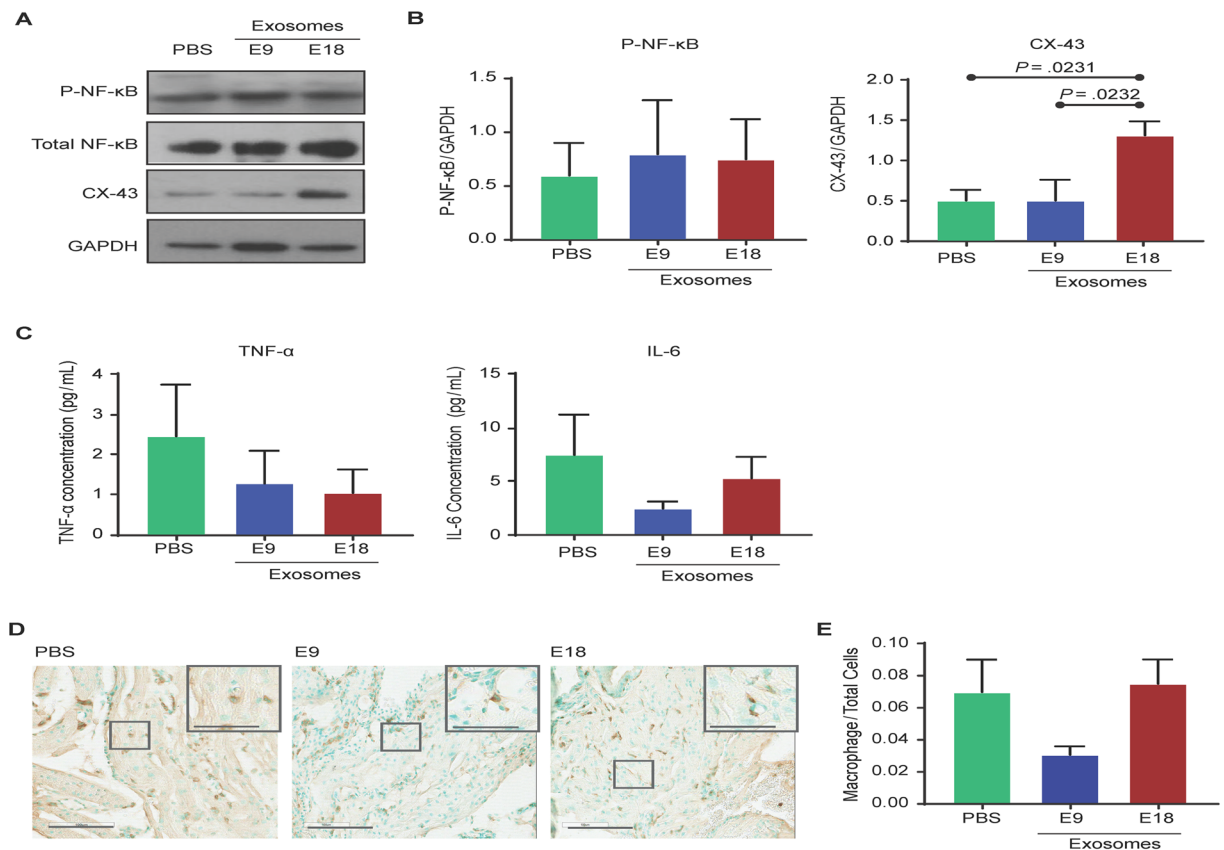 A
Exosomes
PBS E9 E18
P-NF-κB
Total NF-κB
CX-43
GAPDH
B
P-NF-κB
P-NF-κB/GAPDH
1.5
1.0
0.5
0.0
PBS E9 E18
Exosomes
CX-43
P = .0231
P = .0232
CX-43/GAPDH
2.0
1.5
1.0
0.5
0.0
PBS E9 E18
Exosomes
C
TNF-α
TNF-α concentration (pg/mL)
4
3
2
1
0
PBS E9 E18
Exosomes
IL-6
IL-6 Concentration (pg/mL)
15
10
5
0
PBS E9 E18
Exosomes
D
PBS E9 E18
E
Macrophage/Total Cells
0.10
0.08
0.06
0.04
0.02
0.00
PBS E9 E18
Exosomes